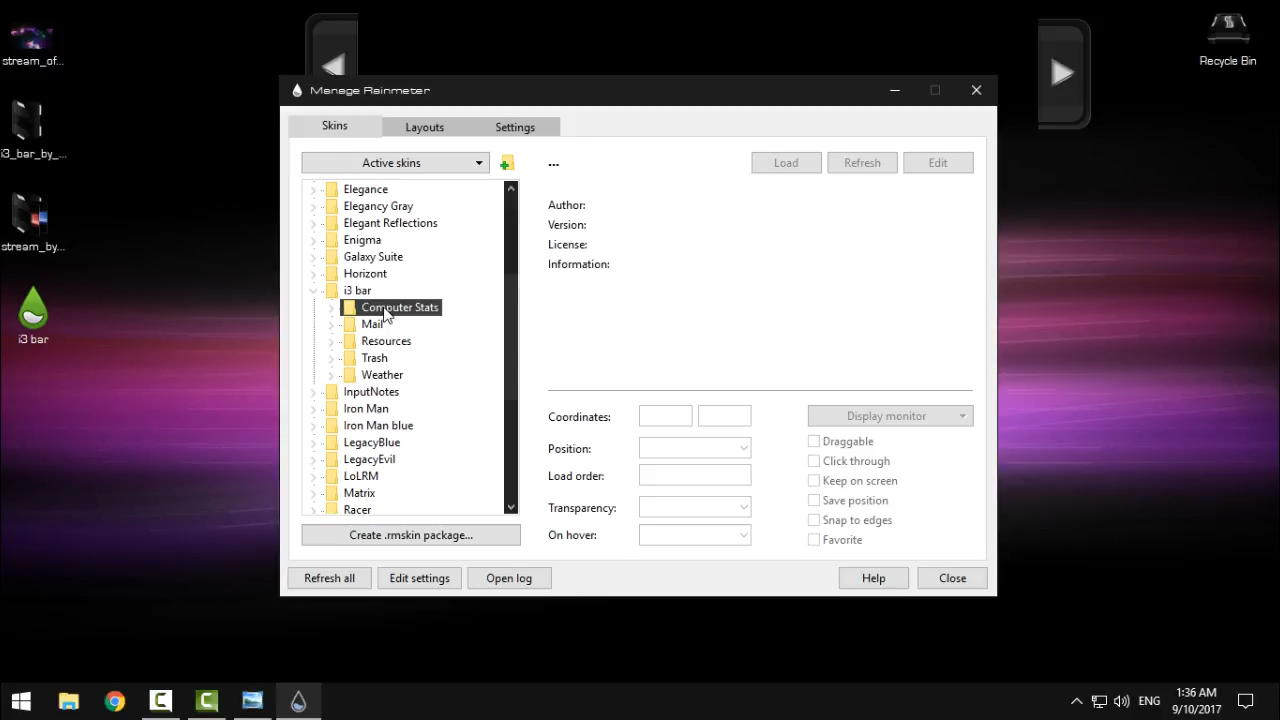 stream_of...
Recycle Bin
i3_bar_by_...
stream_by...
i3 bar
Manage Rainmeter
Skins
Layouts
Settings
Active skins
...
Load
Refresh
Edit
Elegance
Elegancy Gray
Elegant Reflections
Enigma
Galaxy Suite
Horizont
i3 bar
Computer Stats
Mail
Resources
Trash
Weather
InputNotes
Iron Man
Iron Man blue
LegacyBlue
LegacyEvil
LoLRM
Matrix
Racer
Author:
Version:
License:
Information:
Coordinates:
Display monitor
Position:
Load order:
Transparency:
On hover:
Draggable
Click through
Keep on screen
Save position
Snap to edges
Favorite
Create .rmskin package...
Refresh all
Edit settings
Open log
Help
Close
ENG
1:36 AM
9/10/2017